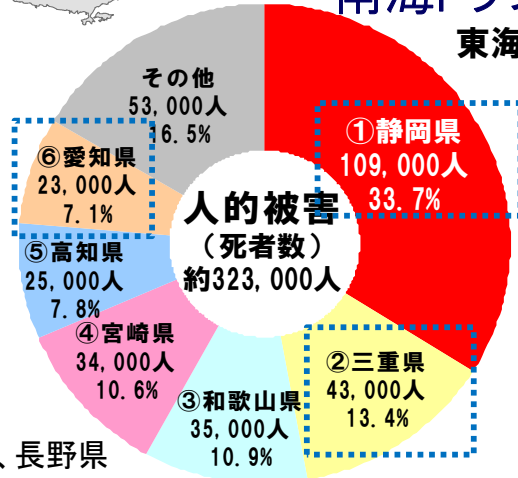 東海
その他
53,000人
16.5%
①静岡県
109,000人
33.7%
⑥愛知県
23,000人
7.1%
人的被害
（死者数）
約323,000人
⑤高知県
25,000人
7.8%
④宮崎県
34,000人
10.6%
②三重県
43,000人
13.4%
③和歌山県
35,000人
10.9%
、長野県